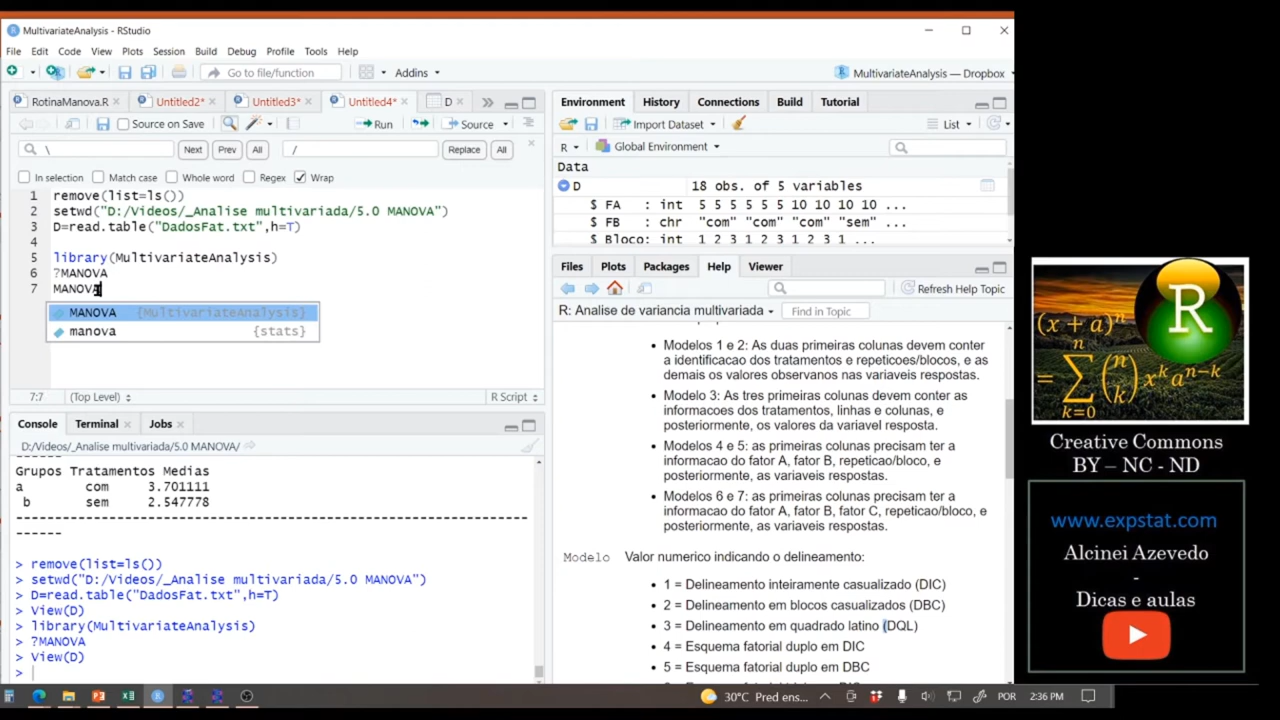 MultivariateAnalysis - RStudio
File Edit Code View Plots Session Build Debug Profile Tools Help
Go to file/function Addins
MultivariateAnalysis — Dropbox
RotinaManova.R Untitled2* Untitled3* Untitled4* D
Source on Save Run Source
\ Next Prev All / Replace All
In selection Match case Whole word Regex Wrap
1 remove(list=ls())
2 setwd("D:/Videos/_Analise multivariada/5.0 MANOVA")
3 D=read.table("DadosFat.txt",h=T)
4
5 library(MultivariateAnalysis)
6 ?MANOVA
7 MANOVA
MANOVA {MultivariateAnalysis}
manova {stats}
7:7 (Top Level) R Script
Console Terminal Jobs
D:/Videos/_Analise multivariada/5.0 MANOVA/
------
Grupos Tratamentos Medias
a com 3.701111
b sem 2.547778
------------------------------------------------------------------
------
> remove(list=ls())
> setwd("D:/Videos/_Analise multivariada/5.0 MANOVA")
> D=read.table("DadosFat.txt",h=T)
> View(D)
> library(MultivariateAnalysis)
> ?MANOVA
> View(D)
>
Environment History Connections Build Tutorial
Import Dataset List
R Global Environment
Data
D 18 obs. of 5 variables
$ FA : int 5 5 5 5 5 5 10 10 10 10 ...
$ FB : chr "com" "com" "com" "sem" ...
$ Bloco: int 1 2 3 1 2 3 1 2 3 1 ...
Files Plots Packages Help Viewer
Refresh Help Topic
R: Analise de variancia multivariada Find in Topic
• Modelos 1 e 2: As duas primeiras colunas devem conter
a identificacao dos tratamentos e repeticoes/blocos, e as
demais os valores observanos nas variaveis respostas.
• Modelo 3: As tres primeiras colunas devem conter as
informacoes dos tratamentos, linhas e colunas, e
posteriormente, os valores da variavel resposta.
• Modelos 4 e 5: as primeiras colunas precisam ter a
informacao do fator A, fator B, repeticao/bloco, e
posteriormente, as variaveis respostas.
• Modelos 6 e 7: as primeiras colunas precisam ter a
informacao do fator A, fator B, fator C, repeticao/bloco, e
posteriormente, as variaveis respostas.
Modelo Valor numerico indicando o delineamento:
• 1 = Delineamento inteiramente casualizado (DIC)
• 2 = Delineamento em blocos casualizados (DBC)
• 3 = Delineamento em quadrado latino (DQL)
• 4 = Esquema fatorial duplo em DIC
• 5 = Esquema fatorial duplo em DBC
R
(x + a)^n
= ∑ n k=0 (n k) x^k a^{n−k}
Creative Commons
BY – NC - ND
www.expstat.com
Alcinei Azevedo
-
Dicas e aulas
30°C Pred ens... POR 2:36 PM